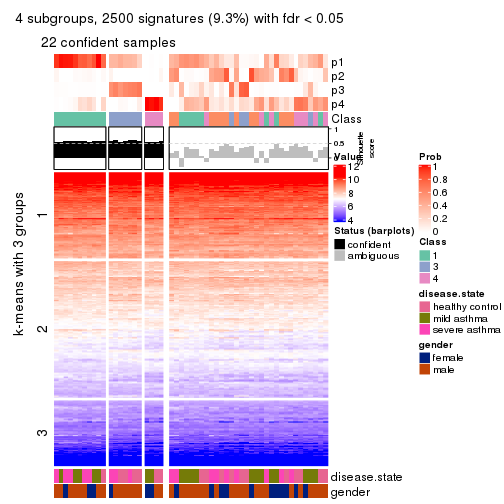 4 subgroups, 2500 signatures (9.3%) with fdr < 0.05
22 confident samples
p1
p2
p3
p4
Class
1
0.5
Silhouette
score
k-means with 3 groups
1
2
3
Value
12
10
8
6
4
Status (barplots)
confident
ambiguous
Prob
1
0.8
0.6
0.4
0.2
0
Class
1
3
4
disease.state
healthy control
mild asthma
severe asthma
gender
female
male
disease.state
gender